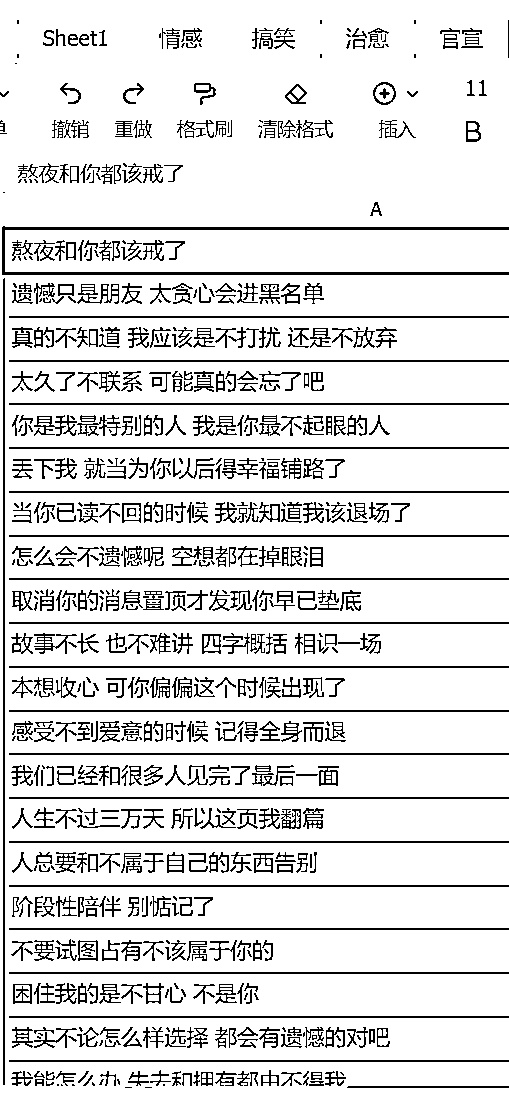 Sheet1 情感 搞笑 治愈 官宣
11
单 撤销 重做 格式刷 清除格式 插入 B
熬夜和你都该戒了
A
熬夜和你都该戒了
遗憾只是朋友 太贪心会进黑名单
真的不知道 我应该是不打扰 还是不放弃
太久了不联系 可能真的会忘了吧
你是我最特别的人 我是你最不起眼的人
丢下我 就当为你以后得幸福铺路了
当你已读不回的时候 我就知道我该退场了
怎么会不遗憾呢 空想都在掉眼泪
取消你的消息置顶才发现你早已垫底
故事不长 也不难讲 四字概括 相识一场
本想收心 可你偏偏这个时候出现了
感受不到爱意的时候 记得全身而退
我们已经和很多人见完了最后一面
人生不过三万天 所以这页我翻篇
人总要和不属于自己的东西告别
阶段性陪伴 别惦记了
不要试图占有不该属于你的
困住我的是不甘心 不是你
其实不论怎么样选择 都会有遗憾的对吧
我能怎么办 失去和拥有都由不得我